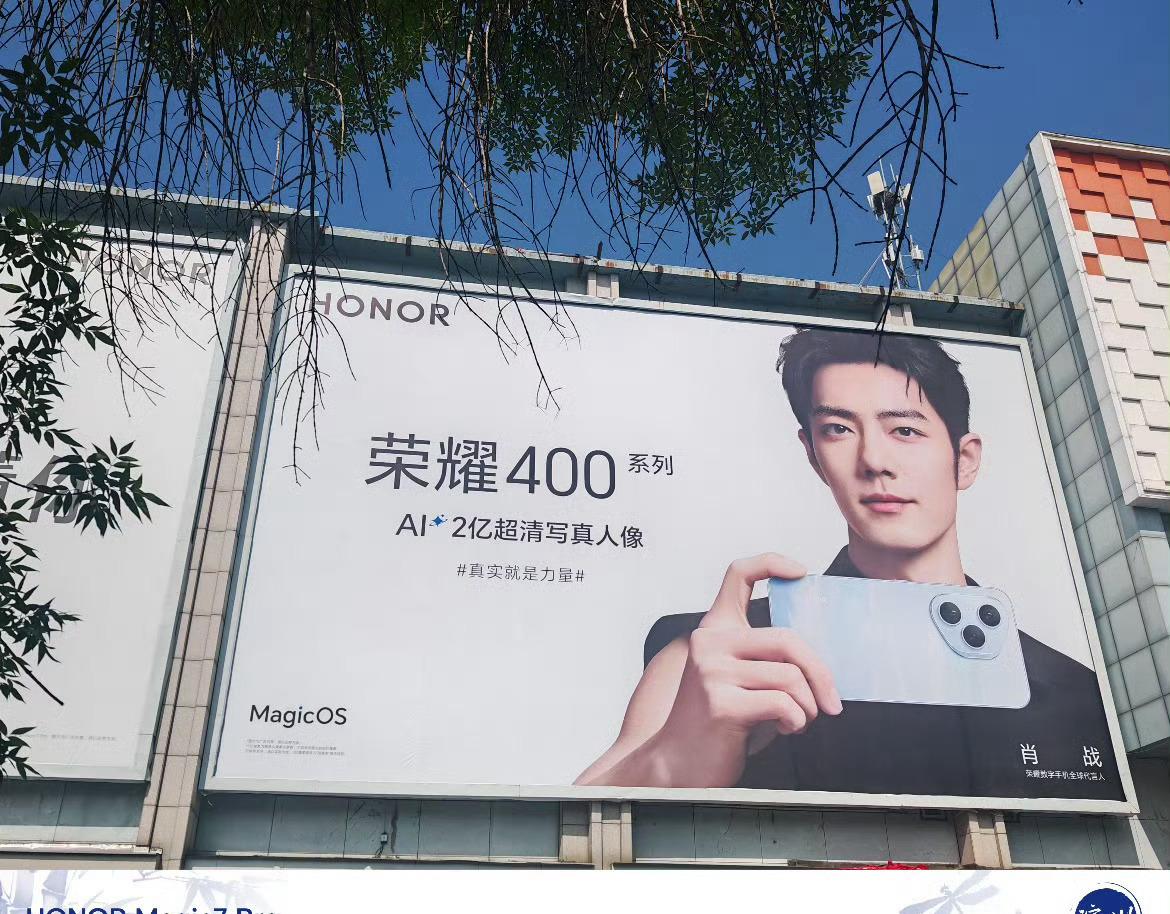 HONOR
HONOR
荣耀400系列
AI 2亿超清写真人像
#真实就是力量#
MagicOS
肖 战
荣耀数字手机全球代言人
HONOR Magic7 Pro